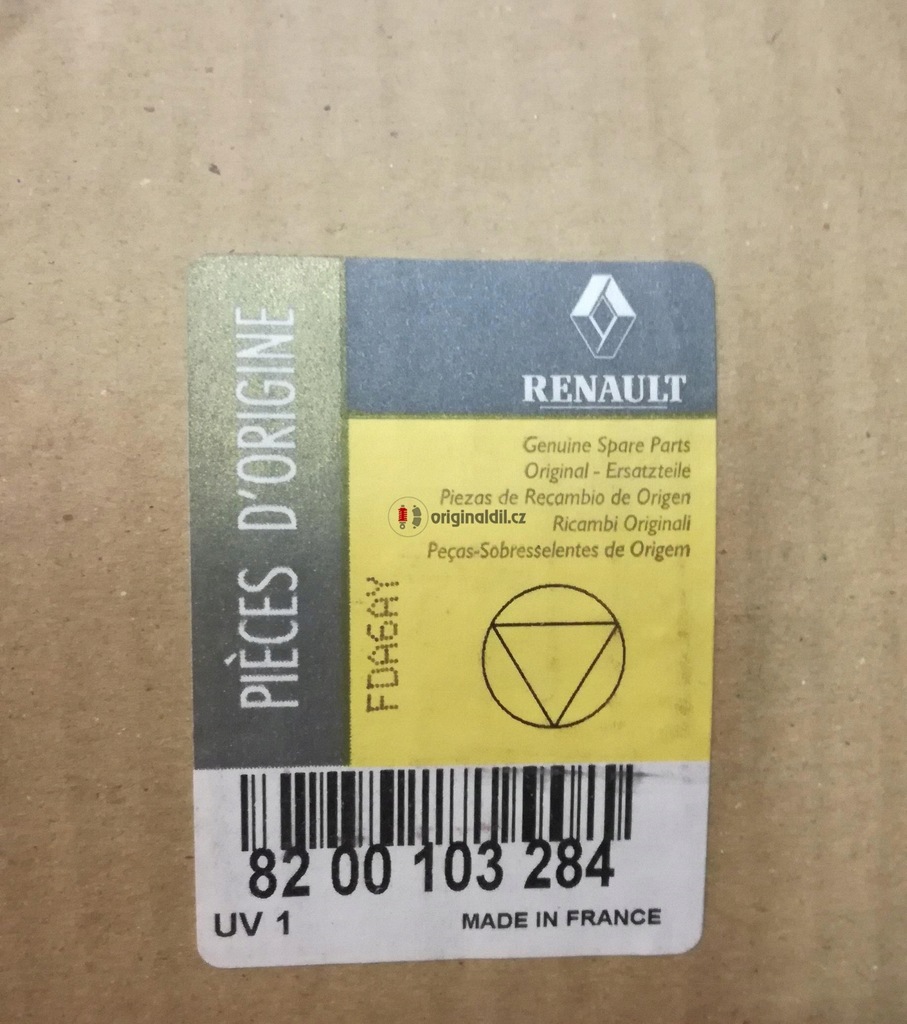 PIÈCES D'ORIGINE
RENAULT
Genuine Spare Parts
Original - Ersatzteile
Piezas de Recambio de Origen
Ricambi Originali
Peças-Sobresselentes de Origem
originaldil.cz
FDA6AY
82 00 103 284
UV 1
MADE IN FRANCE